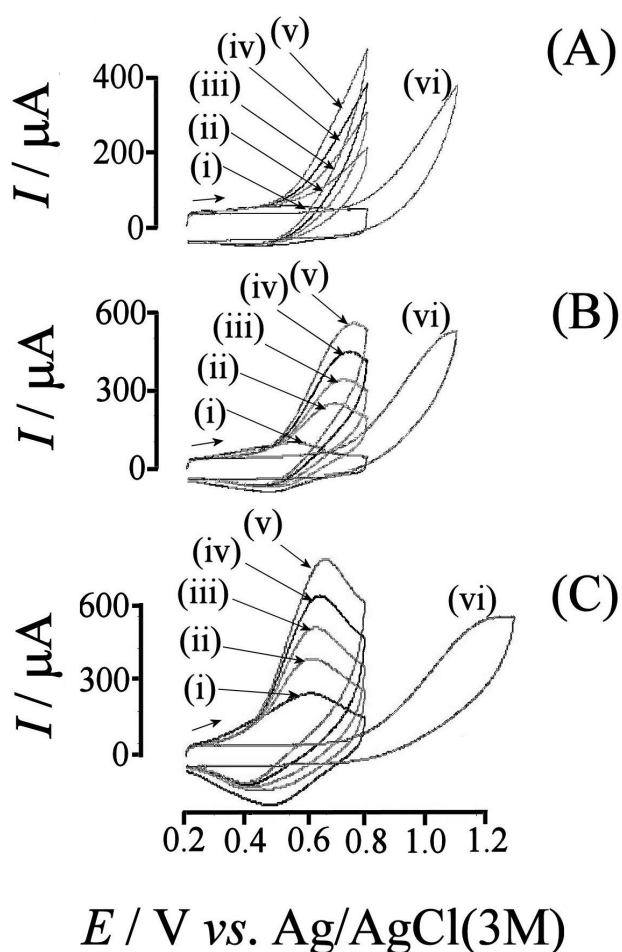 (A)
(v)
(iv)
(iii)
(ii)
(i)
(vi)
I / μA
400
200
0
(B)
(iv) (v)
(iii)
(ii)
(i)
(vi)
I / μA
600
300
0
(C)
(v)
(iv)
(iii)
(ii)
(i)
(vi)
I / μA
600
300
0
0.2 0.4 0.6 0.8 1.0 1.2
E / V vs. Ag/AgCl(3M)